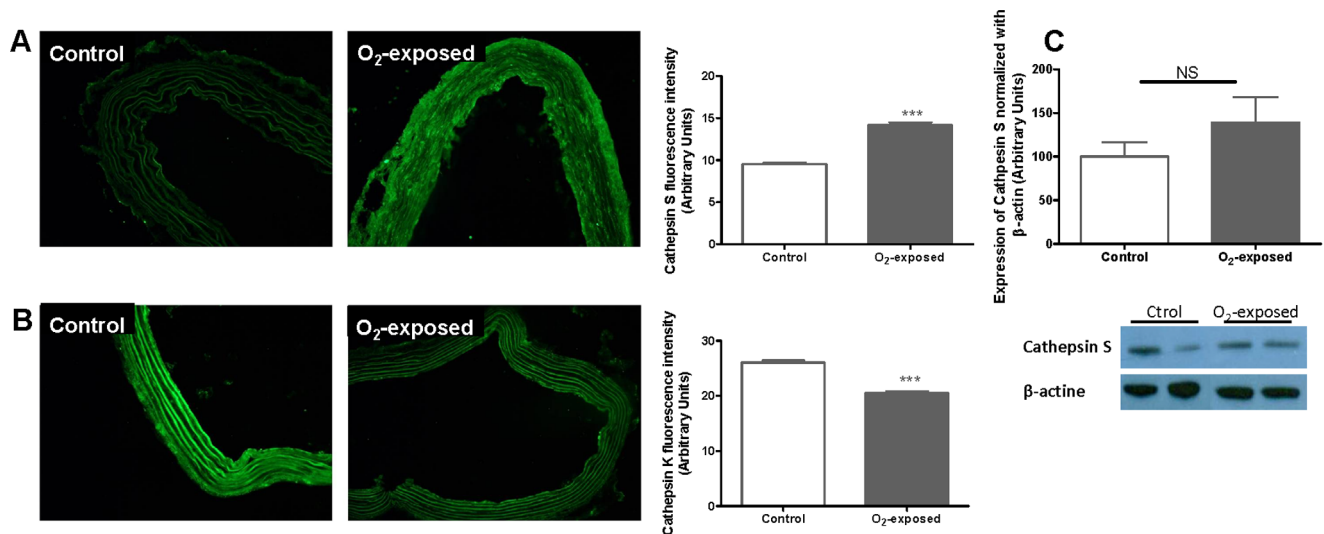 A
Control
O₂-exposed
Cathepsin S fluorescence intensity
(Arbitrary Units)
20
15
10
5
0
***
Control
O₂-exposed
C
Expression of Cathpesin S normalized with
β-actin (Arbitrary Units)
200
150
100
50
0
NS
Control
O₂-exposed
B
Control
O₂-exposed
Cathepsin K fluorescence intensity
(Arbitrary Units)
30
20
10
0
***
Control
O₂-exposed
Ctrol
O₂-exposed
Cathepsin S
β-actine